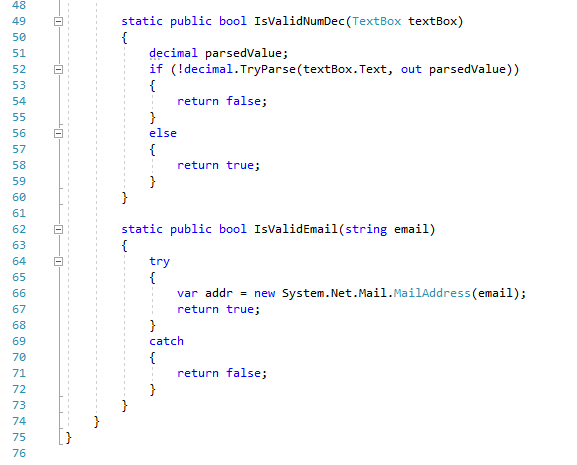 48
49 static public bool IsValidNumDec(TextBox textBox)
50 {
51 decimal parsedValue;
52 if (!decimal.TryParse(textBox.Text, out parsedValue))
53 {
54 return false;
55 }
56 else
57 {
58 return true;
59 }
60 }
61
62 static public bool IsValidEmail(string email)
63 {
64 try
65 {
66 var addr = new System.Net.Mail.MailAddress(email);
67 return true;
68 }
69 catch
70 {
71 return false;
72 }
73 }
74 }
75 }
76